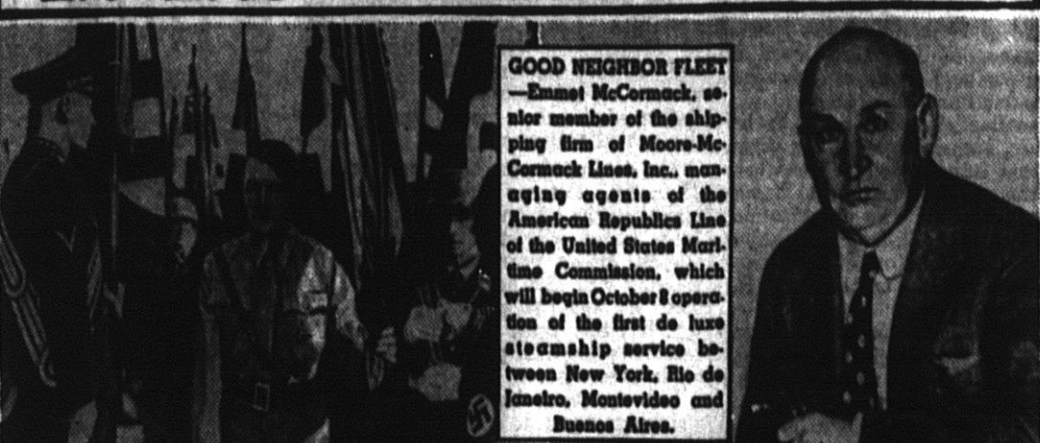 GOOD NEIGHBOR FLEET
—Emmet McCormack, se-
nior member of the ship-
ping firm of Moore-Mc-
Cormack Lines, Inc., man-
aging agents of the
American Republics Line
of the United States Mari-
time Commission, which
will begin October 8 opera-
tion of the first de luxe
steamship service be-
tween New York, Rio de
Janeiro, Montevideo and
Buenos Aires.